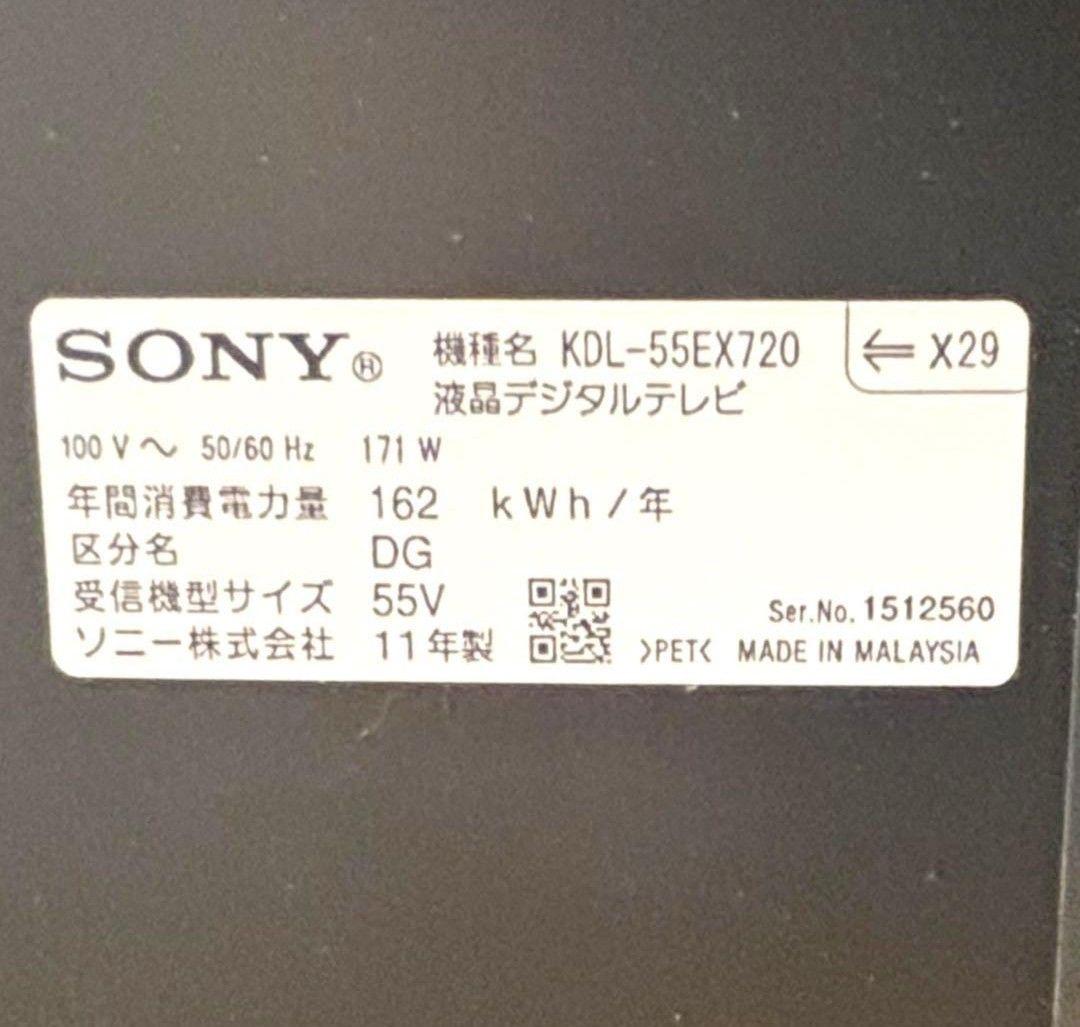 SONY Ⓗ 機種名 KDL-55EX720 ⇐ X29
液晶デジタルテレビ
100 V ~ 50/60 Hz 171 W
年間消費電力量 162 kWh/年
区分名 DG
受信機型サイズ 55V
Ser.No. 1512560
ソニー株式会社 11年製 >PET< MADE IN MALAYSIA